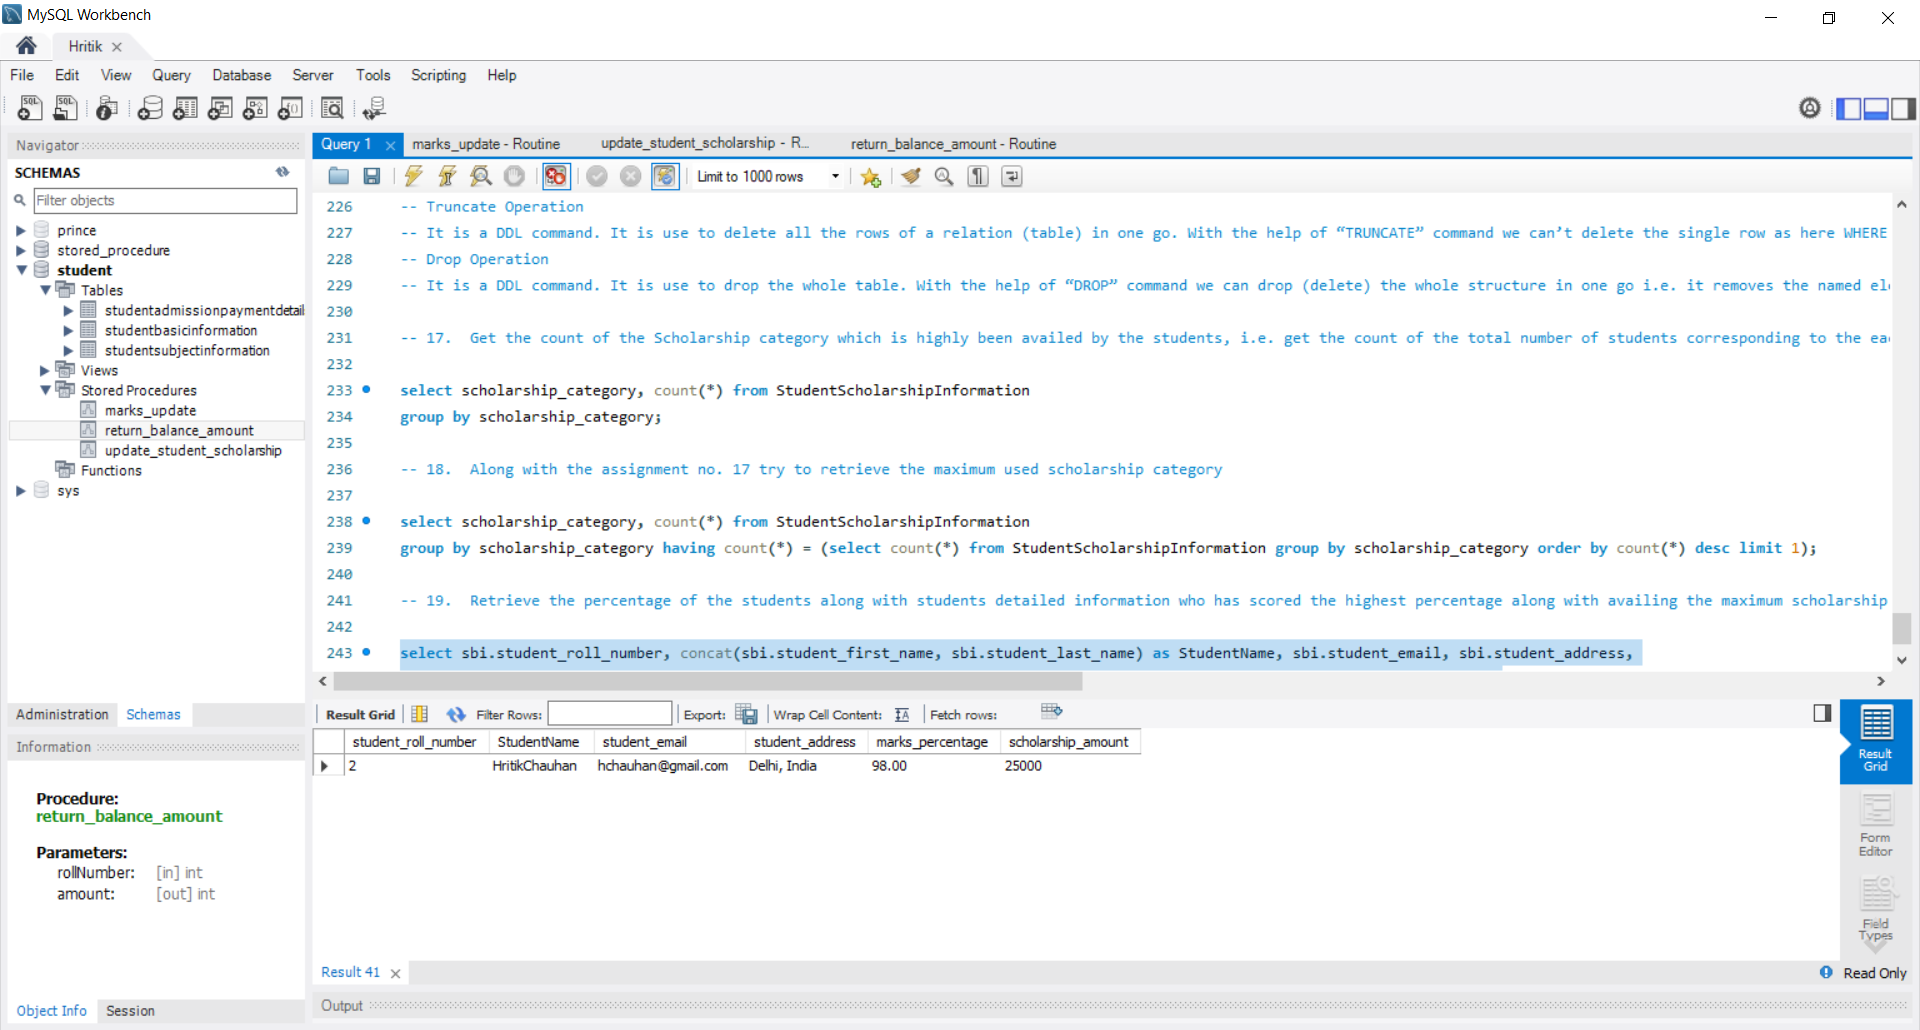 MySQL Workbench
Hritik
File Edit View Query Database Server Tools Scripting Help
Navigator
SCHEMAS
Filter objects
prince
stored_procedure
student
Tables
studentadmissionpaymentdetail
studentbasicinformation
studentsubjectinformation
Views
Stored Procedures
marks_update
return_balance_amount
update_student_scholarship
Functions
sys
Administration Schemas
Information
Procedure:
return_balance_amount
Parameters:
rollNumber: [in] int
amount: [out] int
Object Info Session
Query 1 marks_update - Routine update_student_scholarship - R... return_balance_amount - Routine
Limit to 1000 rows
226 -- Truncate Operation
227 -- It is a DDL command. It is use to delete all the rows of a relation (table) in one go. With the help of “TRUNCATE” command we can’t delete the single row as here WHERE
228 -- Drop Operation
229 -- It is a DDL command. It is use to drop the whole table. With the help of “DROP” command we can drop (delete) the whole structure in one go i.e. it removes the named el
230
231 -- 17. Get the count of the Scholarship category which is highly been availed by the students, i.e. get the count of the total number of students corresponding to the ea
232
233 select scholarship_category, count(*) from StudentScholarshipInformation
234 group by scholarship_category;
235
236 -- 18. Along with the assignment no. 17 try to retrieve the maximum used scholarship category
237
238 select scholarship_category, count(*) from StudentScholarshipInformation
239 group by scholarship_category having count(*) = (select count(*) from StudentScholarshipInformation group by scholarship_category order by count(*) desc limit 1);
240
241 -- 19. Retrieve the percentage of the students along with students detailed information who has scored the highest percentage along with availing the maximum scholarship
242
243 select sbi.student_roll_number, concat(sbi.student_first_name, sbi.student_last_name) as StudentName, sbi.student_email, sbi.student_address,
Result Grid Filter Rows: Export: Wrap Cell Content: Fetch rows:
student_roll_number StudentName student_email student_address marks_percentage scholarship_amount
2 HritikChauhan hchauhan@gmail.com Delhi, India 98.00 25000
Result Grid
Form Editor
Field Types
Result 41
Read Only
Output